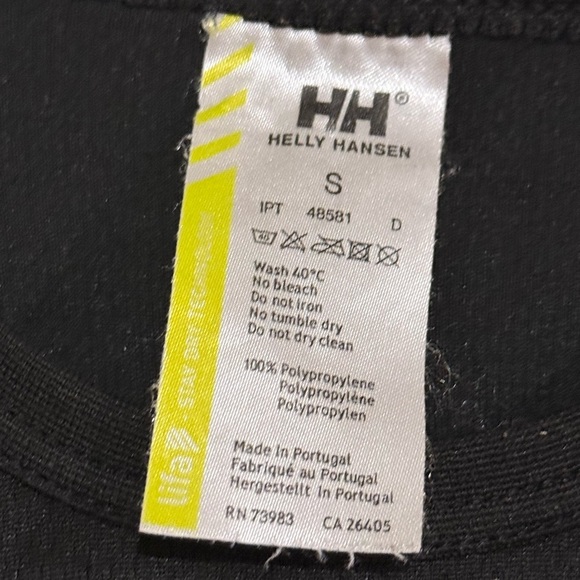 HH®
HELLY HANSEN
S
IPT 48581 D
40
Wash 40°C
No bleach
Do not iron
No tumble dry
Do not dry clean
100% Polypropylene
Polypropylène
Polypropylen
Made in Portugal
Fabriqué au Portugal
Hergestellt in Portugal
RN 73983 CA 26405
lifa STAY DRY TECHNOLOGY